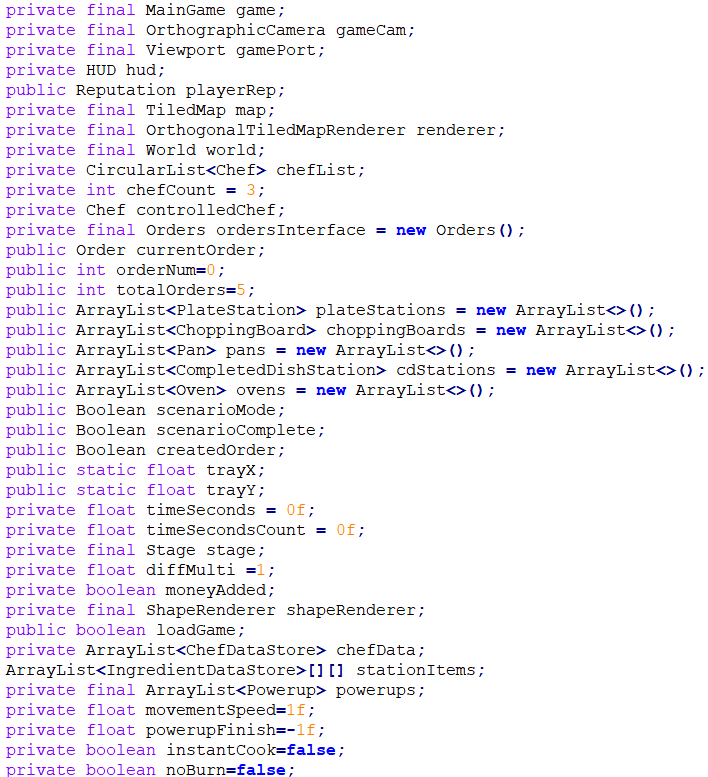 private final MainGame game;
private final OrthographicCamera gameCam;
private final Viewport gamePort;
private HUD hud;
public Reputation playerRep;
private final TiledMap map;
private final OrthogonalTiledMapRenderer renderer;
private final World world;
private CircularList<Chef> chefList;
private int chefCount = 3;
private Chef controlledChef;
private final Orders ordersInterface = new Orders();
public Order currentOrder;
public int orderNum=0;
public int totalOrders=5;
public ArrayList<PlateStation> plateStations = new ArrayList<>();
public ArrayList<ChoppingBoard> choppingBoards = new ArrayList<>();
public ArrayList<Pan> pans = new ArrayList<>();
public ArrayList<CompletedDishStation> cdStations = new ArrayList<>();
public ArrayList<Oven> ovens = new ArrayList<>();
public Boolean scenarioMode;
public Boolean scenarioComplete;
public Boolean createdOrder;
public static float trayX;
public static float trayY;
private float timeSeconds = 0f;
private float timeSecondsCount = 0f;
private final Stage stage;
private float diffMulti =1;
private boolean moneyAdded;
private final ShapeRenderer shapeRenderer;
public boolean loadGame;
private ArrayList<ChefDataStore> chefData;
ArrayList<IngredientDataStore>[][] stationItems;
private final ArrayList<Powerup> powerups;
private float movementSpeed=1f;
private float powerupFinish=-1f;
private boolean instantCook=false;
private boolean noBurn=false;